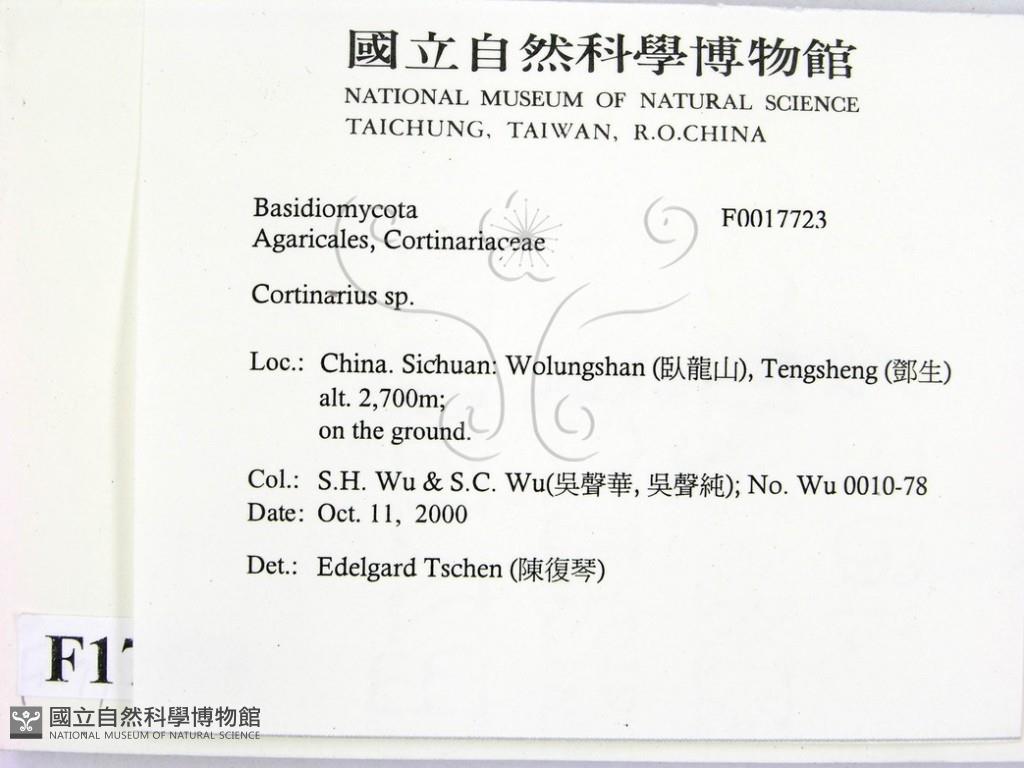 國立自然科學博物館
NATIONAL MUSEUM OF NATURAL SCIENCE
TAICHUNG, TAIWAN, R.O.CHINA
Basidiomycota F0017723
Agaricales, Cortinariaceae
Cortinarius sp.
Loc.: China. Sichuan: Wolungshan (臥龍山), Tengsheng (鄧生)
alt. 2,700m;
on the ground.
Col.: S.H. Wu & S.C. Wu(吳聲華, 吳聲純); No. Wu 0010-78
Date: Oct. 11, 2000
Det.: Edelgard Tschen (陳復琴)
F17
國立自然科學博物館
NATIONAL MUSEUM OF NATURAL SCIENCE